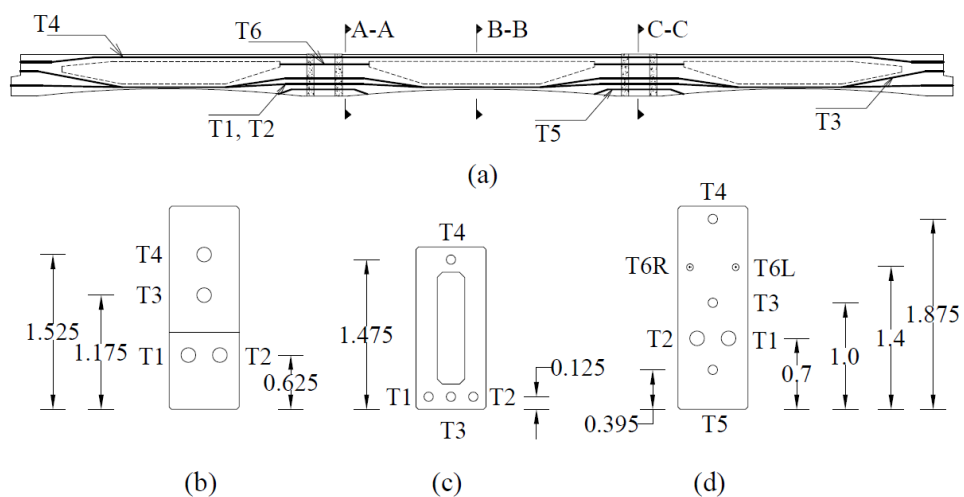 T4
T6
A-A
B-B
C-C
T1, T2
T5
T3
(a)
T4
T3
T1
T2
1.525
1.175
0.625
T4
1.475
0.125
T1
T2
T3
T4
T6R
T6L
T3
T2
T1
T5
0.395
0,7
1,0
1.4
1.875
(b)
(c)
(d)